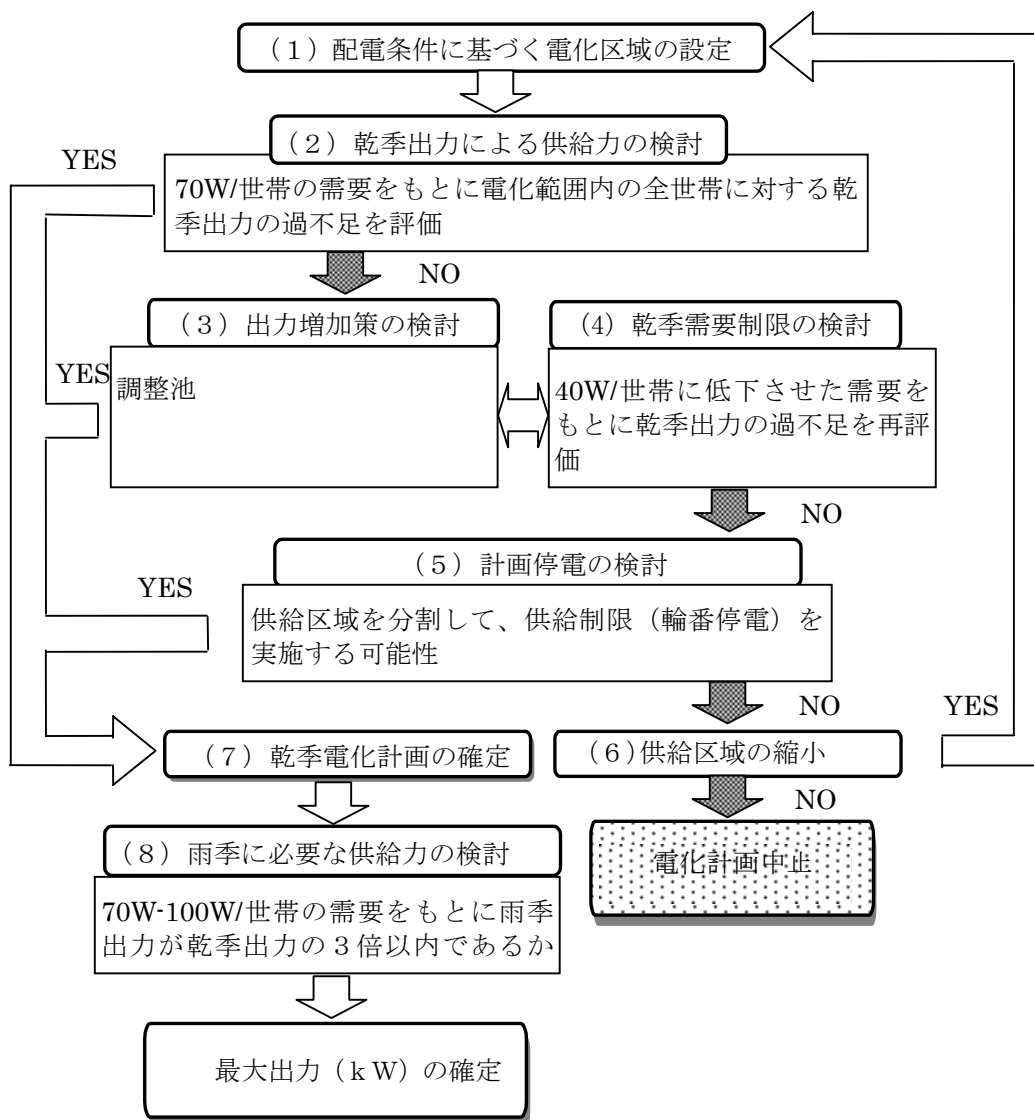 （１）配電条件に基づく電化区域の設定
（２）乾季出力による供給力の検討
YES
70W/世帯の需要をもとに電化範囲内の全世帯に対する乾
季出力の過不足を評価
NO
（３）出力増加策の検討
(4）乾季需要制限の検討
YES
調整池
40W/世帯に低下させた需要を
もとに乾季出力の過不足を再評
価
NO
（５）計画停電の検討
YES
供給区域を分割して、供給制限（輪番停電）を
実施する可能性
NO
YES
（７）乾季電化計画の確定
(６)供給区域の縮小
NO
（８）雨季に必要な供給力の検討
電化計画中止
70W-100W/世帯の需要をもとに雨季
出力が乾季出力の３倍以内であるか
最大出力（ｋW）の確定